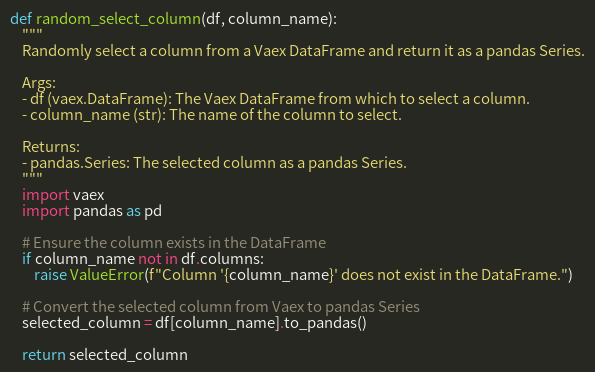 def random_select_column(df, column_name):
    """
    Randomly select a column from a Vaex DataFrame and return it as a pandas Series.

    Args:
    - df (vaex.DataFrame): The Vaex DataFrame from which to select a column.
    - column_name (str): The name of the column to select.

    Returns:
    - pandas.Series: The selected column as a pandas Series.
    """
    import vaex
    import pandas as pd

    # Ensure the column exists in the DataFrame
    if column_name not in df.columns:
        raise ValueError(f"Column '{column_name}' does not exist in the DataFrame.")

    # Convert the selected column from Vaex to pandas Series
    selected_column = df[column_name].to_pandas()

    return selected_column